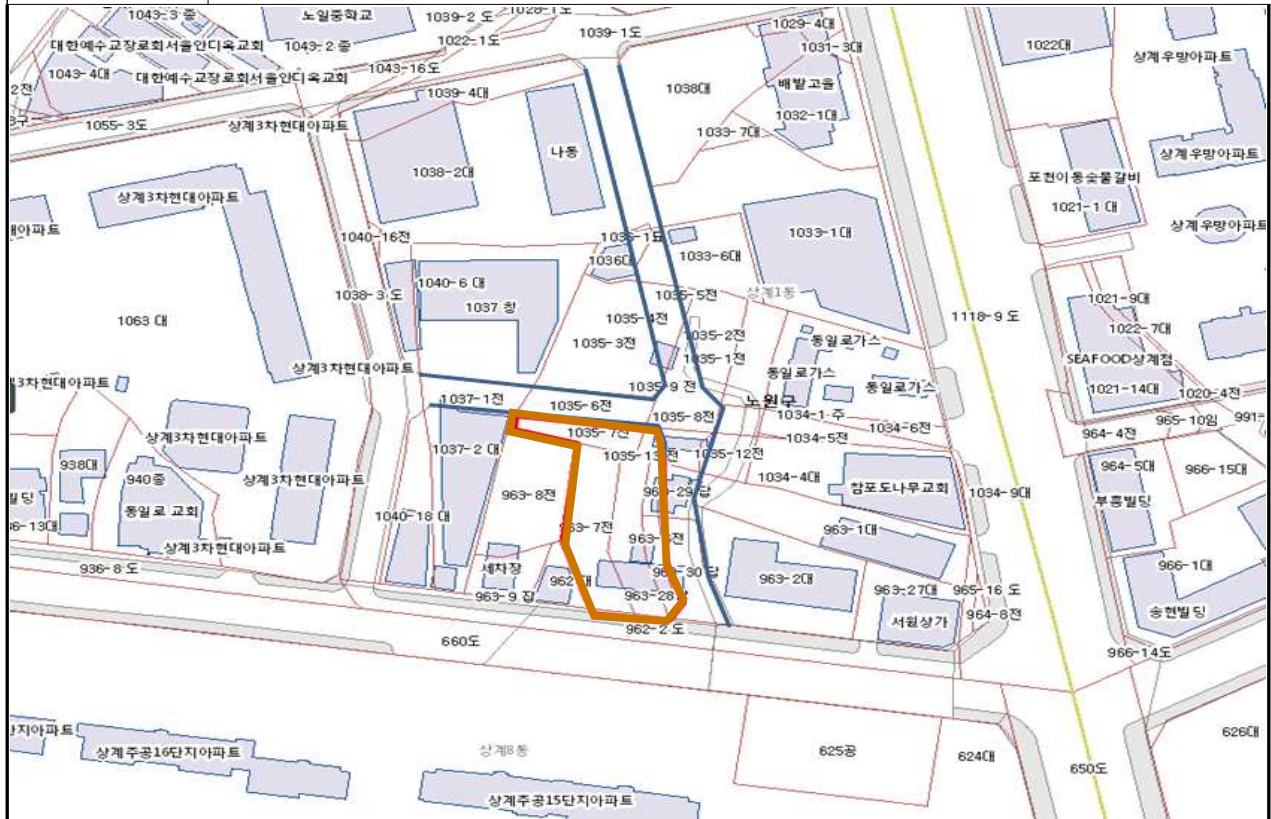 1043-3 종
노일중학교
1039-2 도
1028-1도
1039-1도
1029-4대
1022대
대한예수교장로회서울안디옥교회
1043-2종
1022-1도
1031-3대
상계우방아파트
1043-4대
대한예수교장로회서울안디옥교회
1043-16도
2전
1039-4대
1038대
배밭고을
1055-3도
상계3차현대아파트
1033-7대
1032-1대
나동
상계우방아파트
1038-2대
포천이동숯불갈비
상계3차현대아파트
1021-1 대
아파트
1040-16전
1036대
1033-6대
1033-1대
상계우방아파트
1038-3 도
1040-6 대
1037 창
1035-5전
상계1동
1021-9대
1063 대
1035-4전
1118-9 도
1022-7대
1035-3전
1035-2전
동일로가스
1035-1전
SEAFOOD상계점
상계3차현대아파트
동일로가스
3차현대아파트
1035-9 전
동일로가스
1021-14대
1020-4전
1037-1전
1035-6전
노원구
1035-8전
1034-1 주
965-10임
991
상계3차현대아파트
1035-7전
1034-5전
1034-6전
964-4전
938대
1037-2 대
1035-13전
1035-12전
940종
상계3차현대아파트
1034-4대
964-5대
966-15대
빌딩
963-8전
참포도나무교회
1034-9대
동일로 교회
부흥빌딩
6-13대
1040-18 대
963-7전
963-1대
상계3차현대아파트
966-1대
936-8 도
세차장
963-2대
963-9 잡
963-28답
963-27대
965-16 도
서원상가
964-8전
송현빌딩
962-2 도
660도
966-14도
단지아파트
상계주공16단지아파트
상계8동
625공
624대
626대
650도
상계주공15단지아파트